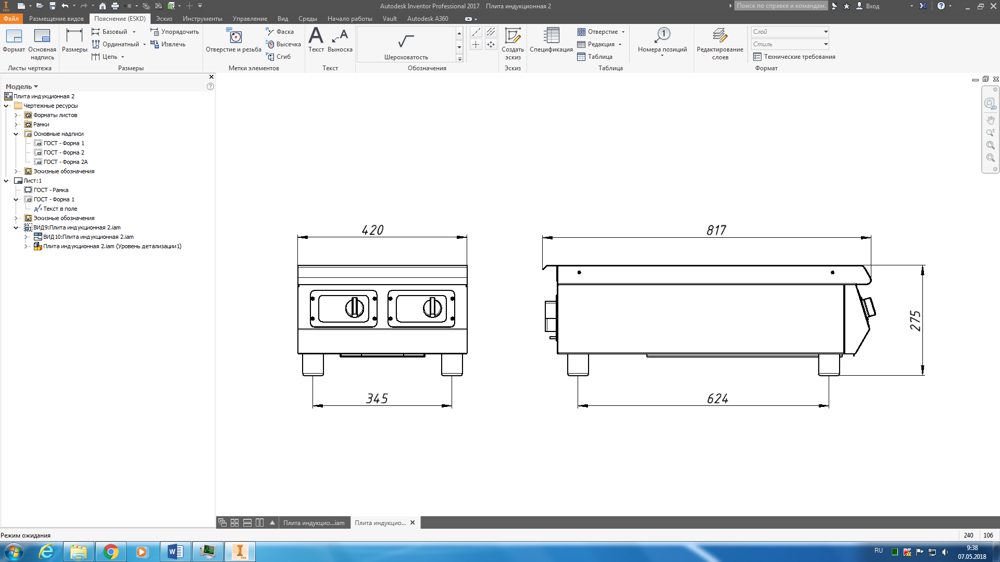 Autodesk Inventor Professional 2017 Плита индукционная 2
Поиск по справке и командам.
Вход
Файл Размещение видов Пояснение (ESKD) Эскиз Инструменты Управление Вид Среды Начало работы Vault Autodesk A360
Формат
Основная надпись
Листы чертежа
Размеры
Базовый
Ординатный
Цепь
Упорядочить
Извлечь
Размеры
Отверстие и резьба
Фаска
Высечка
Сгиб
Метки элементов
Текст
Выноска
Текст
Шероховатость
Обозначения
Создать эскиз
Эскиз
Спецификация
Отверстие
Редакция
Таблица
Таблица
1
Номера позиций
Редактирование слоев
Слой
Стиль
Технические требования
Формат
Модель
Плита индукционная 2
Чертежные ресурсы
Форматы листов
Рамки
Основные надписи
ГОСТ - Форма 1
ГОСТ - Форма 2
ГОСТ - Форма 2А
Эскизные обозначения
Лист:1
ГОСТ - Рамка
ГОСТ - Форма 1
Текст в поле
Эскизные обозначения
ВИД9:Плита индукционная 2.iam
ВИД10:Плита индукционная 2.iam
Плита индукционная 2.iam (Уровень детализации1)
2D
420
817
275
345
624
Плита индукцио...iam
Плита индукцио...
Режим ожидания
240 106
RU
9:38
07.05.2018